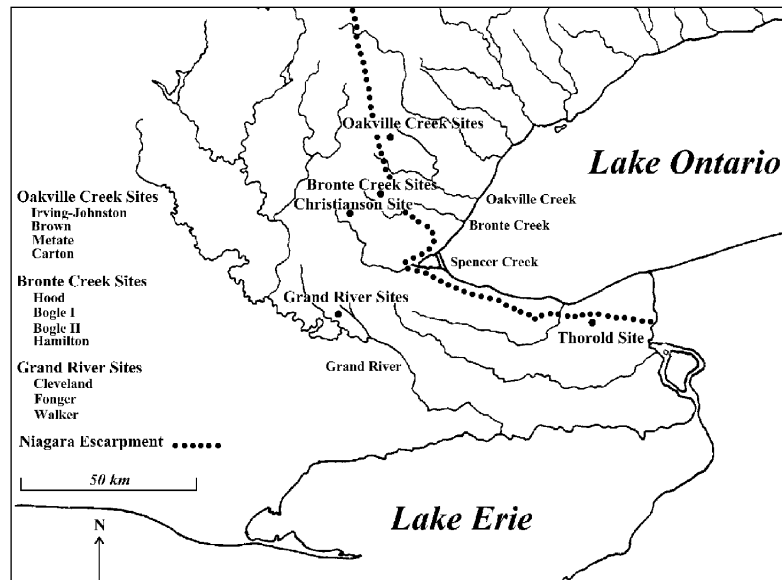 Oakville Creek Sites
Lake Ontario
Bronte Creek Sites
Christianson Site
Oakville Creek
Bronte Creek
Spencer Creek
Grand River Sites
Thorold Site
Grand River
Lake Erie
Oakville Creek Sites
Irving-Johnston
Brown
Metate
Carton
Bronte Creek Sites
Hood
Bogle I
Bogle II
Hamilton
Grand River Sites
Cleveland
Fonger
Walker
Niagara Escarpment
50 km
N